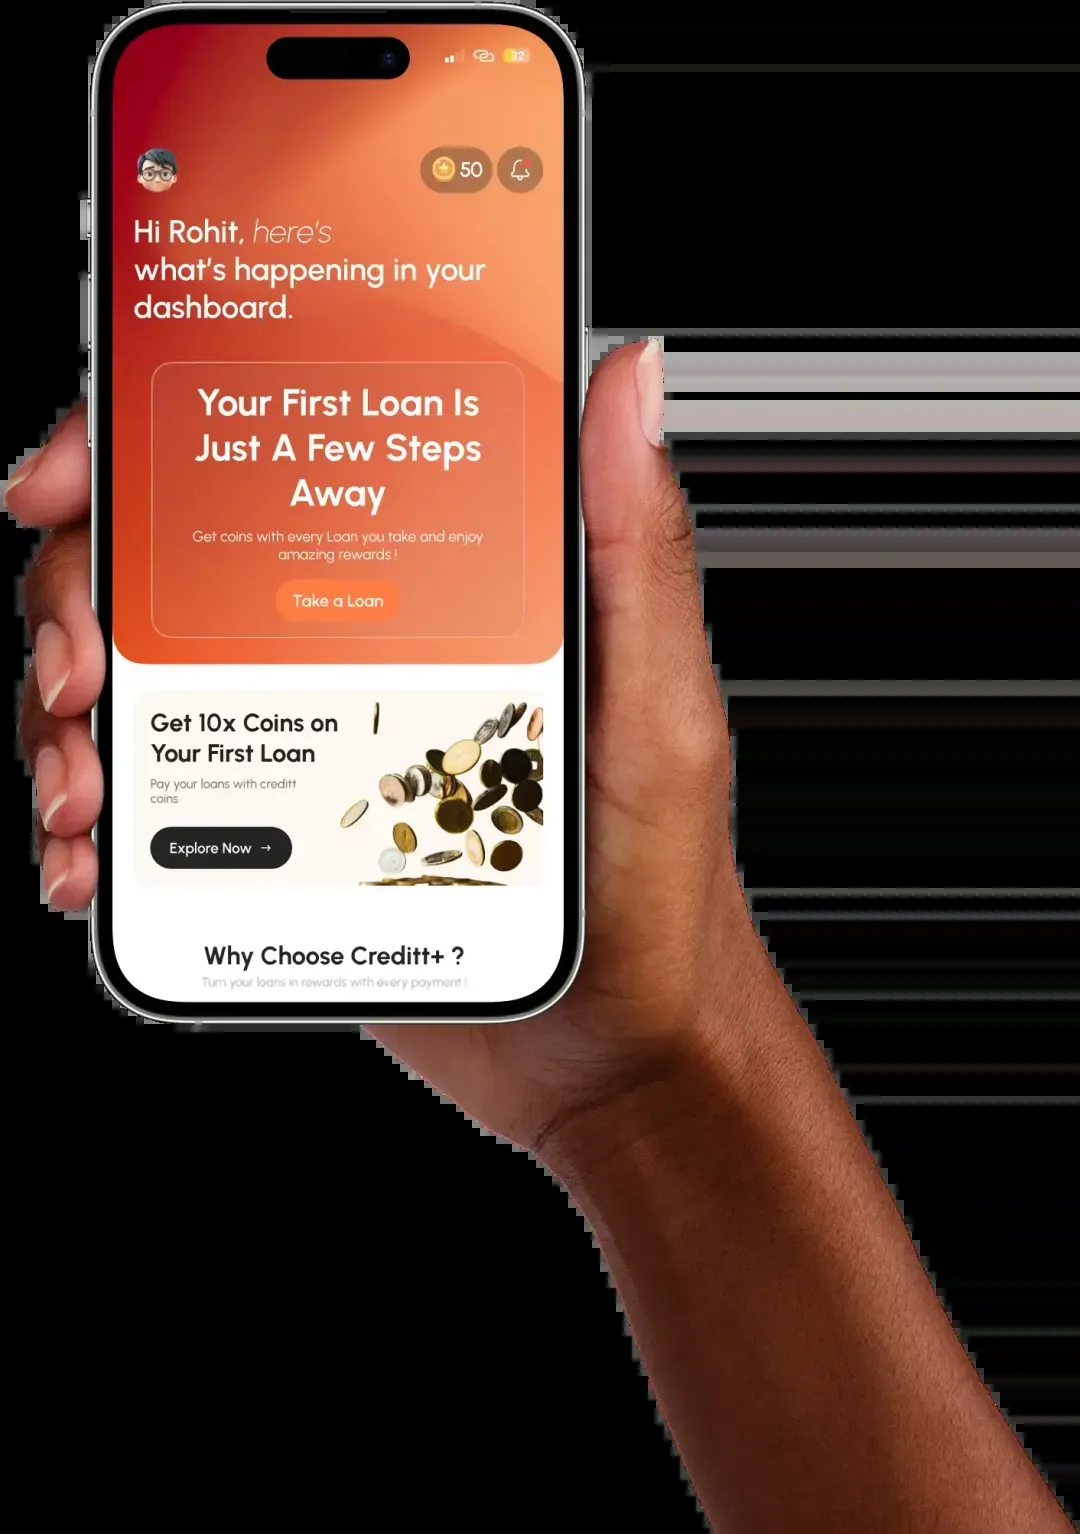 32
50
Hi Rohit, here's
what's happening in your
dashboard.
Your First Loan Is
Just A Few Steps
Away
Get coins with every Loan you take and enjoy
amazing rewards !
Take a Loan
Get 10x Coins on
Your First Loan
Pay your loans with creditt
coins
Explore Now →
Why Choose Creditt+ ?
Turn your loans in rewards with every payment !